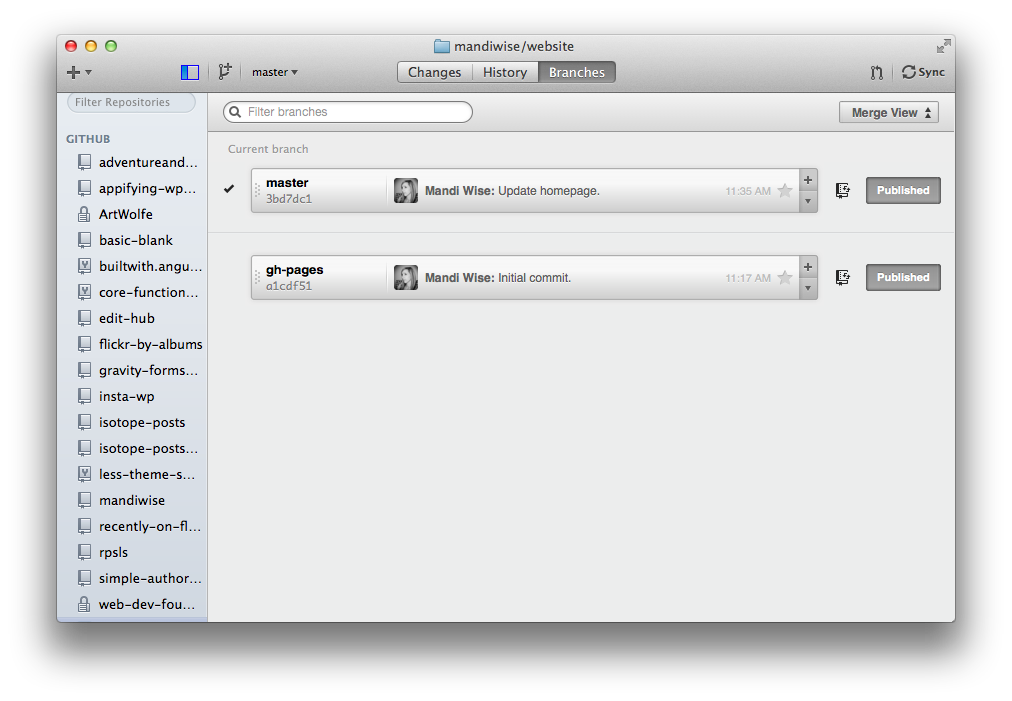 mandiwise/website
master
Changes
History
Branches
Sync
Filter Repositories
GITHUB
adventureand...
appifying-wp...
ArtWolfe
basic-blank
builtwith.angu...
core-function...
edit-hub
flickr-by-albums
gravity-forms...
insta-wp
isotope-posts
isotope-posts...
less-theme-s...
mandiwise
recently-on-fl...
rpsls
simple-author...
web-dev-fou...
Filter branches
Merge View
Current branch
master
3bd7dc1
Mandi Wise: Update homepage.
11:35 AM
Published
gh-pages
a1cdf51
Mandi Wise: Initial commit.
11:17 AM
Published